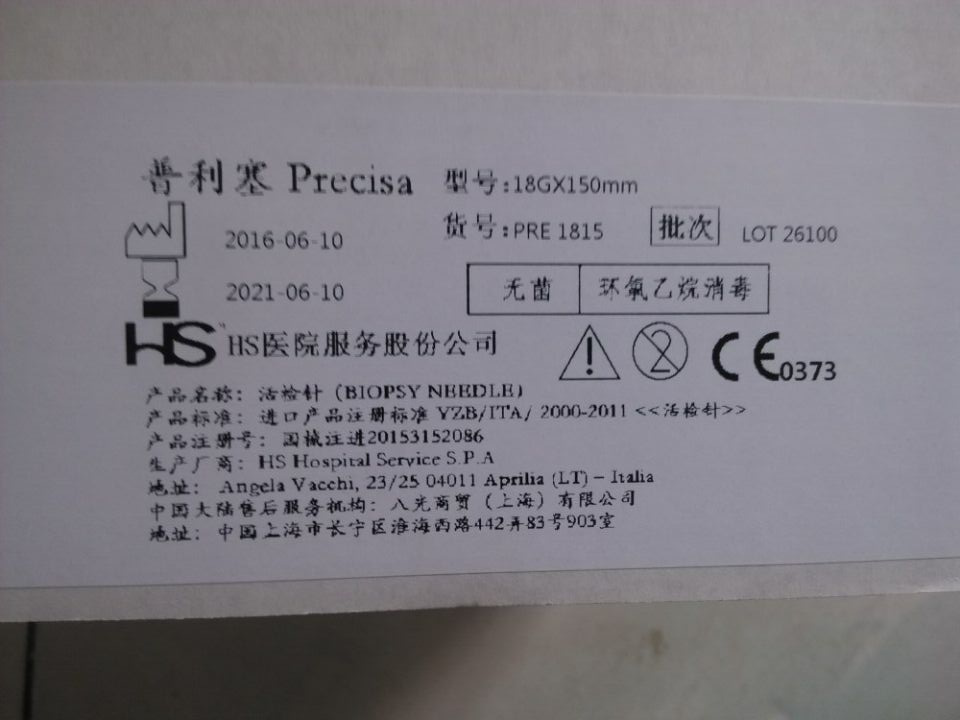 普利塞 Precisa 型号:18GX150mm
2016-06-10 货号:PRE 1815 批次 LOT 26100
2021-06-10 无菌 环氧乙烷消毒
HS HS医院服务股份公司 CE0373
产品名称：活检针（BIOPSY NEEDLE）
产品标准：进口产品注册标准 YZB/ITA/ 2000-2011 <<活检针>>
产品注册号：国械注进20153152086
生产厂商：HS Hospital Service S.P.A
地址： Angela Vacchi, 23/25 04011 Aprilia (LT) – Italia
中国大陆售后服务机构：八光商贸（上海）有限公司
地址：中国上海市长宁区淮海西路442弄83号903室